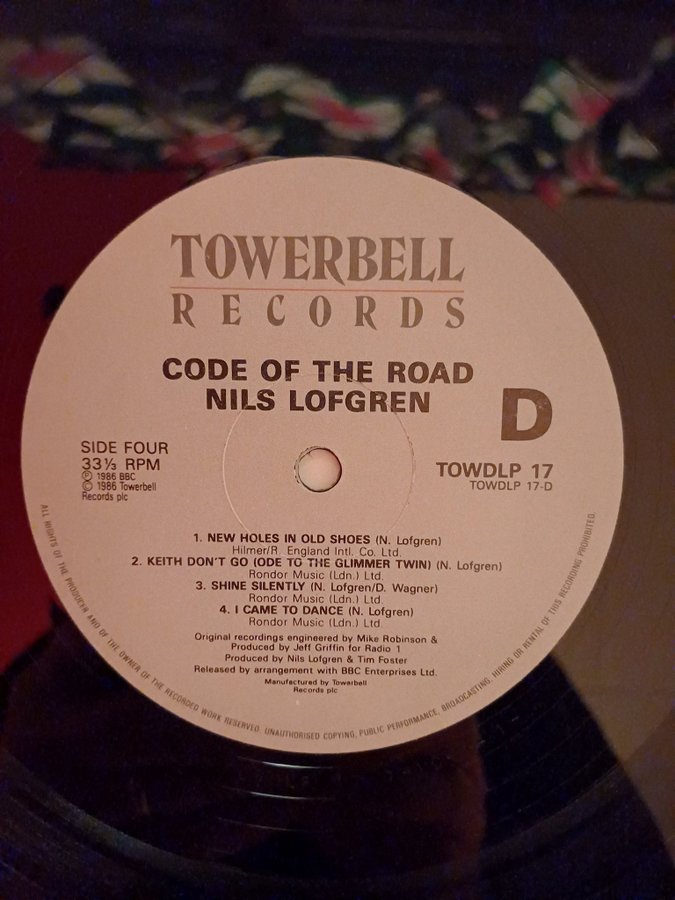 TOWERBELL
RECORDS
CODE OF THE ROAD
NILS LOFGREN
D
SIDE FOUR
33⅓ RPM
Ⓟ 1986 BBC
© 1986 Towerbell
Records plc
TOWDLP 17
TOWDLP 17-D
1. NEW HOLES IN OLD SHOES (N. Lofgren)
Hilmer/R. England Intl. Co. Ltd.
2. KEITH DON'T GO (ODE TO THE GLIMMER TWIN) (N. Lofgren)
Rondor Music (Ldn.) Ltd.
3. SHINE SILENTLY (N. Lofgren/D. Wagner)
Rondor Music (Ldn.) Ltd.
4. I CAME TO DANCE (N. Lofgren)
Rondor Music (Ldn.) Ltd.
Original recordings engineered by Mike Robinson &
Produced by Jeff Griffin for Radio 1
Produced by Nils Lofgren & Tim Foster
Released by arrangement with BBC Enterprises Ltd.
Manufactured by Towerbell
Records plc
ALL RIGHTS OF THE PRODUCER AND OF THE OWNER OF THE RECORDED WORK RESERVED. UNAUTHORISED COPYING, PUBLIC PERFORMANCE, BROADCASTING, HIRING OR RENTAL OF THIS RECORDING PROHIBITED.